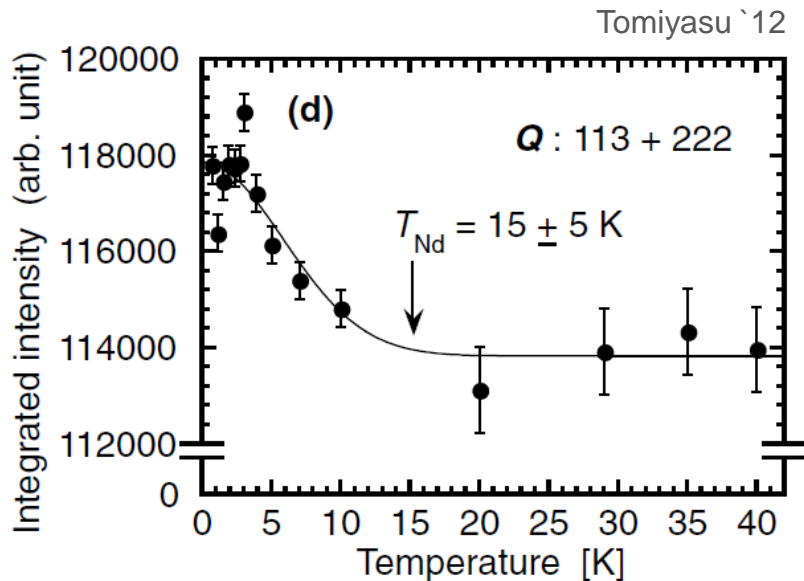 Tomiyasu `12
(d)
Q : 113 + 222
T_Nd = 15 ± 5 K
Integrated intensity (arb. unit)
120000
118000
116000
114000
112000
0
0 5 10 15 20 25 30 35 40
Temperature [K]